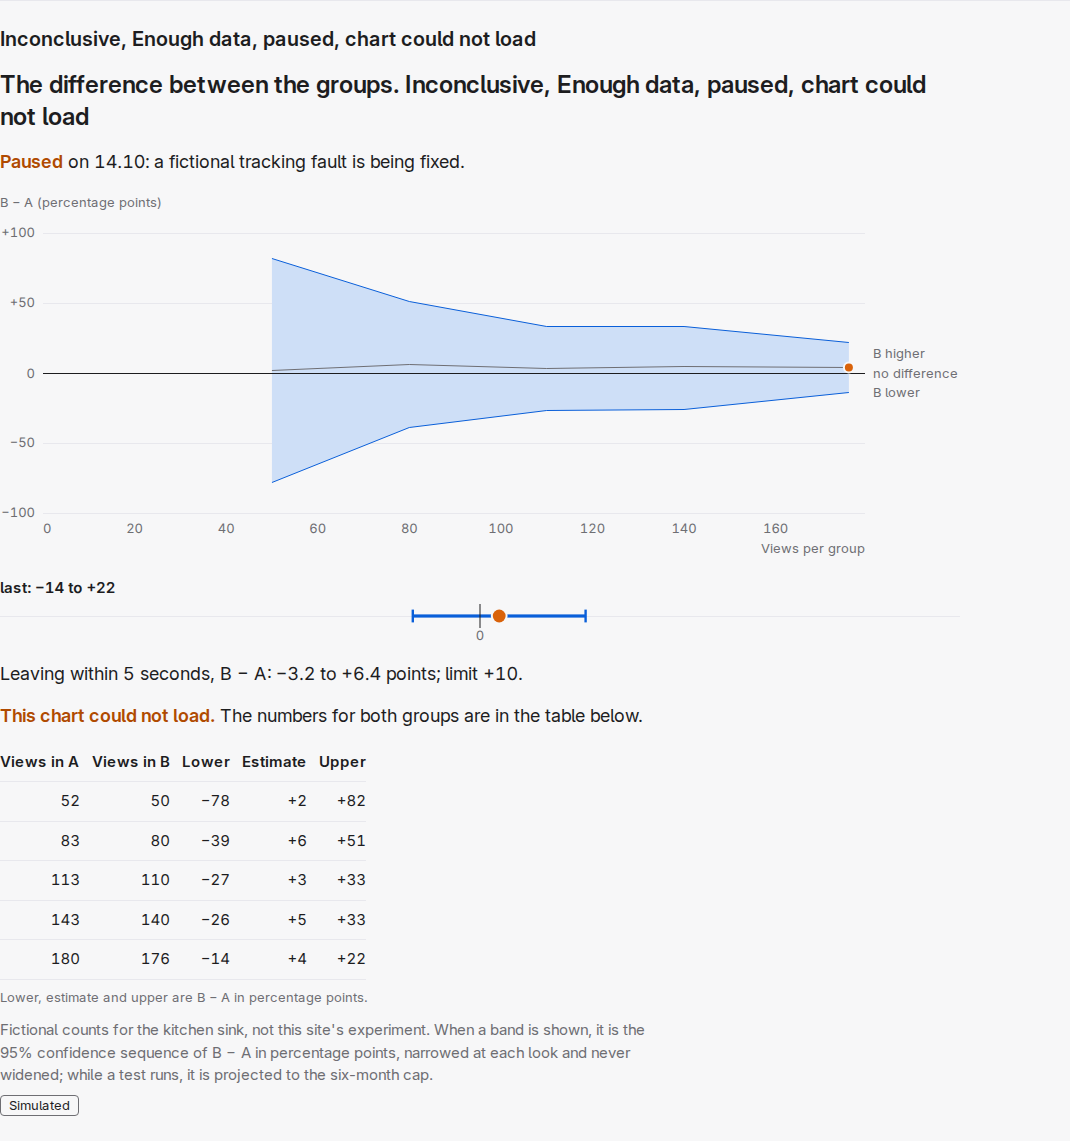 Inconclusive, Enough data, paused, chart could not load
The difference between the groups. Inconclusive, Enough data, paused, chart could
not load
Paused on 14.10: a fictional tracking fault is being fixed.
B − A (percentage points)
+100
+50
0
−50
−100
B higher
no difference
B lower
0 20 40 60 80 100 120 140 160
Views per group
last: −14 to +22
0
Leaving within 5 seconds, B − A: −3.2 to +6.4 points; limit +10.
This chart could not load. The numbers for both groups are in the table below.
Views in A Views in B Lower Estimate Upper
52 50 −78 +2 +82
83 80 −39 +6 +51
113 110 −27 +3 +33
143 140 −26 +5 +33
180 176 −14 +4 +22
Lower, estimate and upper are B − A in percentage points.
Fictional counts for the kitchen sink, not this site's experiment. When a band is shown, it is the
95% confidence sequence of B − A in percentage points, narrowed at each look and never
widened; while a test runs, it is projected to the six-month cap.
Simulated